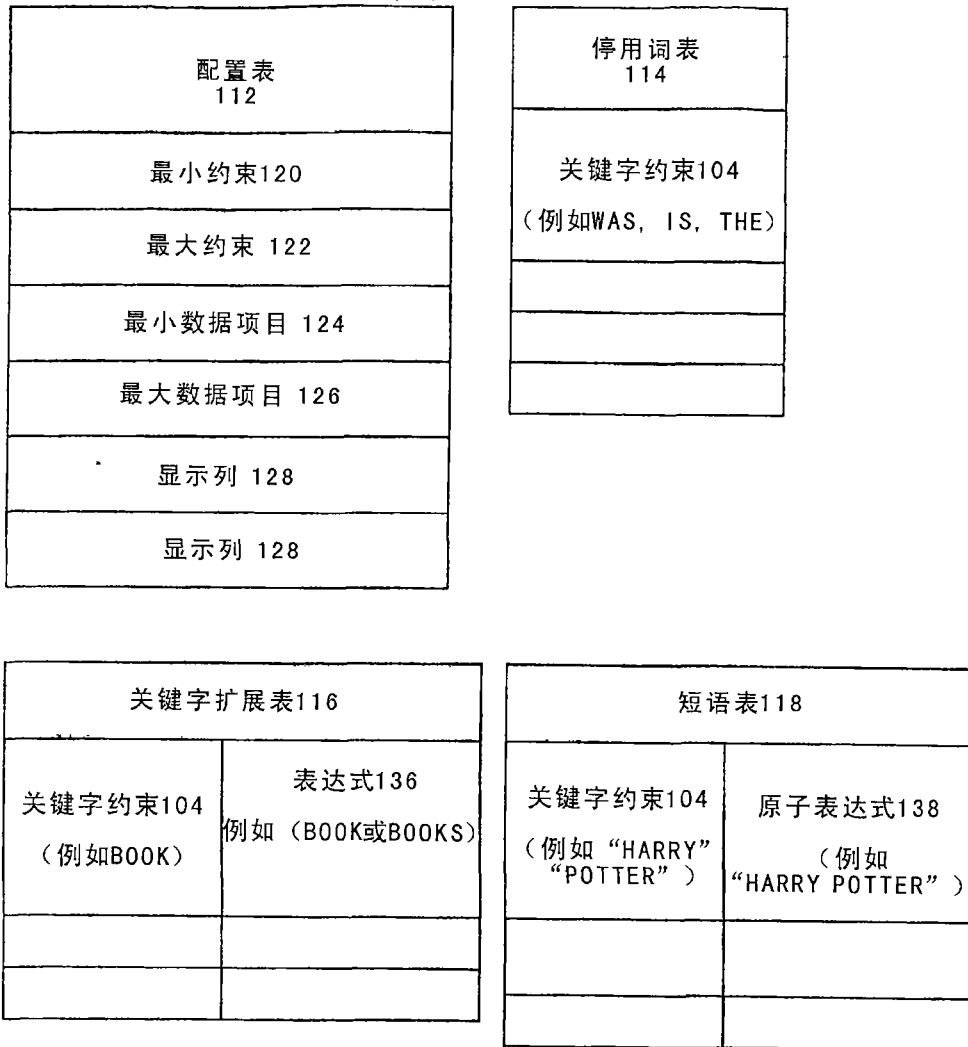 配置表
112
最小约束120
最大约束 122
最小数据项目 124
最大数据项目 126
显示列 128
显示列 128
停用词表
114
关键字约束104
（例如WAS, IS, THE）
关键字扩展表116
关键字约束104
（例如BOOK）
表达式136
例如（BOOK或BOOKS）
短语表118
关键字约束104
（例如“HARRY”
“POTTER”）
原子表达式138
（例如
“HARRY POTTER”）